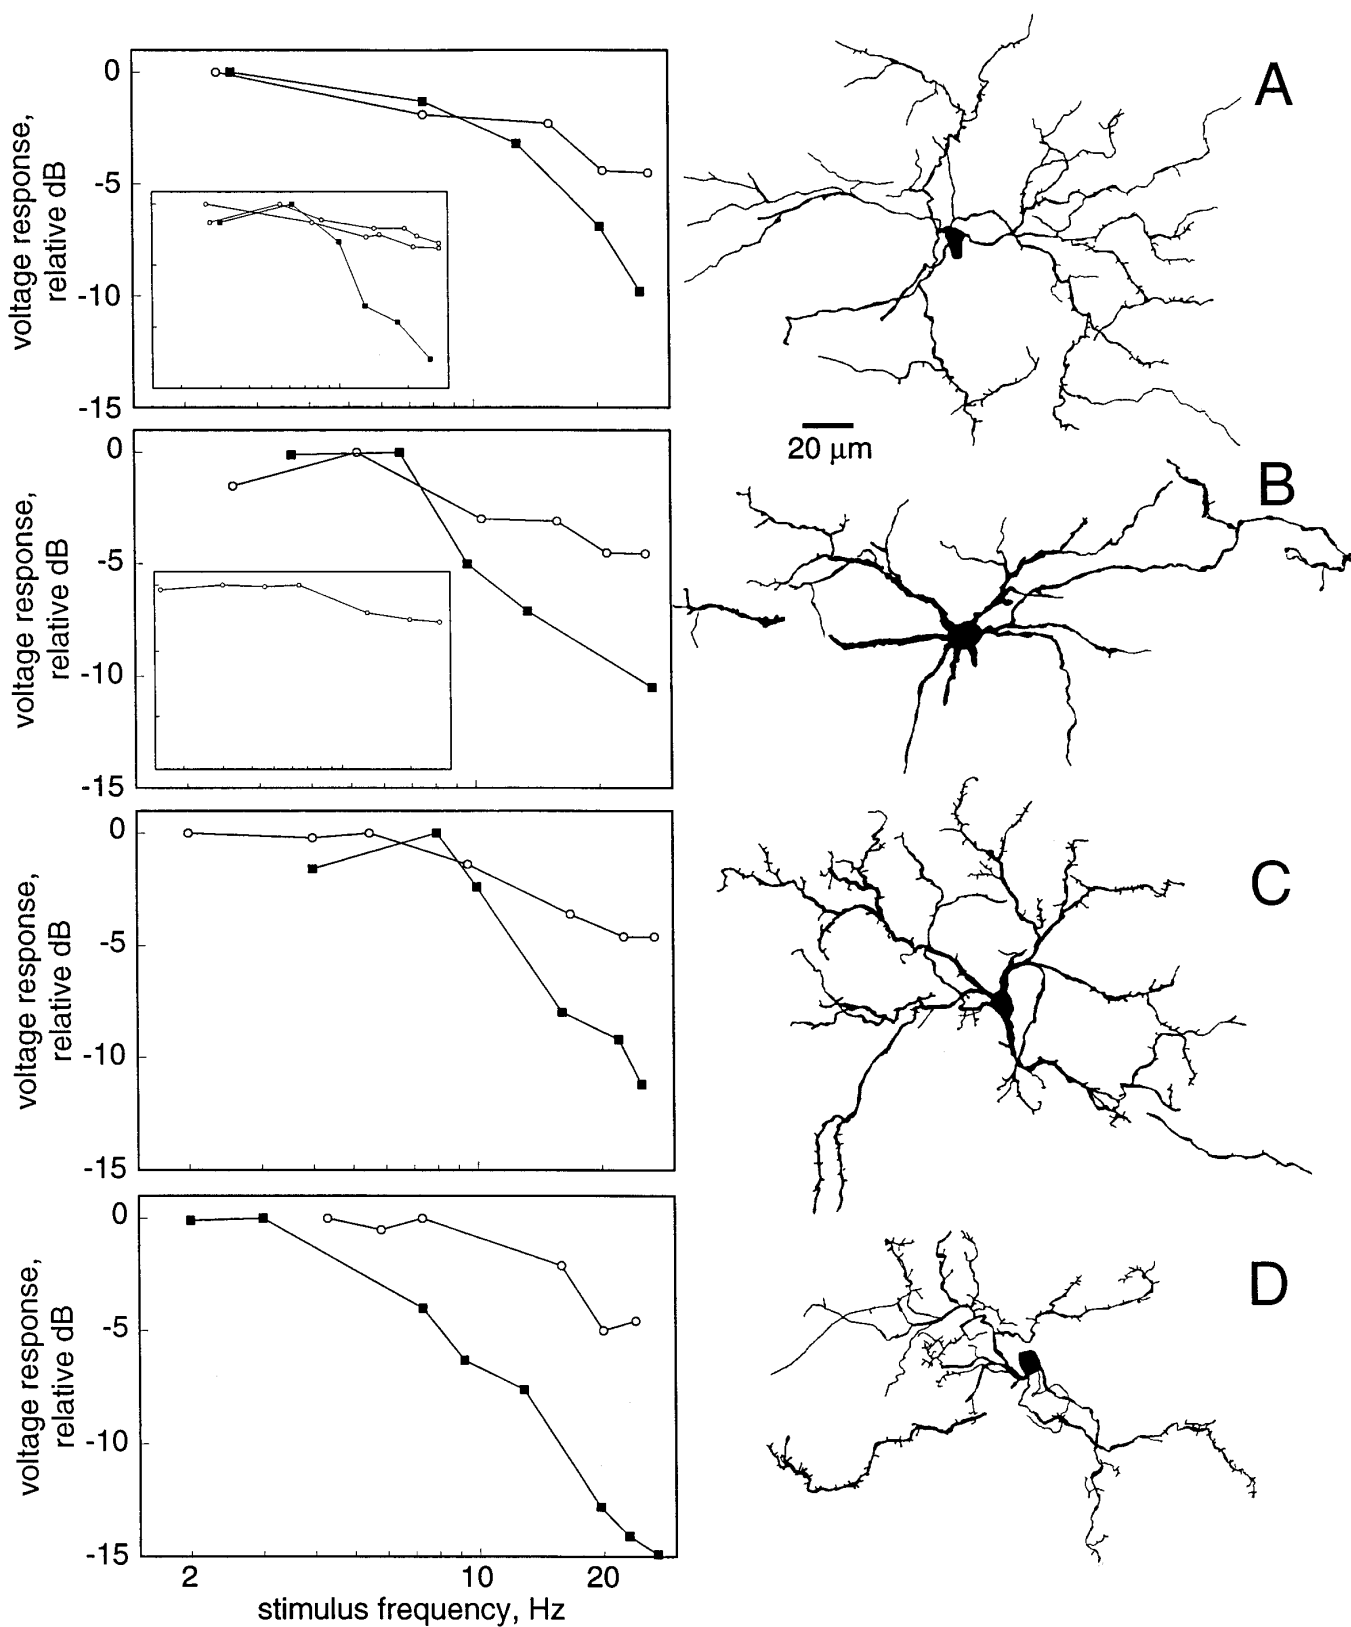 voltage response,
relative dB
0
-5
-10
-15
A
20 μm
voltage response,
relative dB
0
-5
-10
-15
B
voltage response,
relative dB
0
-5
-10
-15
C
voltage response,
relative dB
0
-5
-10
-15
D
2 10 20
stimulus frequency, Hz